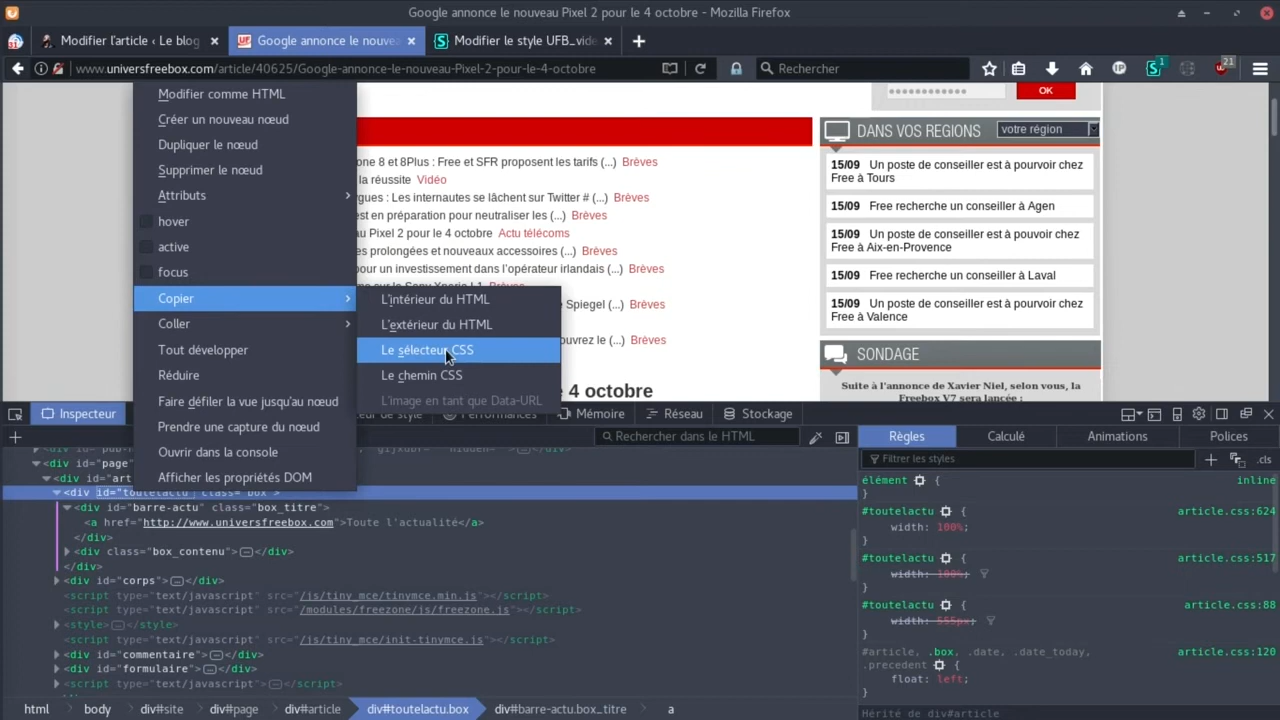 Google annonce le nouveau Pixel 2 pour le 4 octobre - Mozilla Firefox
31
Modifier l'article ‹ Le blog
UF Google annonce le nouvea
S Modifier le style UFB_vide
www.universfreebox.com/article/40625/Google-annonce-le-nouveau-Pixel-2-pour-le-4-octobre
Rechercher
IP
S 1
21
Modifier comme HTML
Créer un nouveau nœud
Dupliquer le nœud
Supprimer le nœud
Attributs
hover
active
focus
Copier
Coller
Tout développer
Réduire
Faire défiler la vue jusqu'au nœud
Prendre une capture du nœud
Ouvrir dans la console
Afficher les propriétés DOM
L'intérieur du HTML
L'extérieur du HTML
Le sélecteur CSS
Le chemin CSS
L'image en tant que Data-URL
one 8 et 8Plus : Free et SFR proposent les tarifs (...) Brèves
la réussite Vidéo
ygues : Les internautes se lâchent sur Twitter # (...) Brèves
est en préparation pour neutraliser les (...) Brèves
au Pixel 2 pour le 4 octobre Actu télécoms
es prolongées et nouveaux accessoires (...) Brèves
pour un investissement dans l'opérateur irlandais (...) Brèves
Brèves
e Spiegel (...) Brèves
ouvrez le (...) Brèves
4 octobre
OK
DANS VOS REGIONS
votre région
15/09 Un poste de conseiller est à pourvoir chez
Free à Tours
15/09 Free recherche un conseiller à Agen
15/09 Un poste de conseiller est à pourvoir chez
Free à Aix-en-Provence
15/09 Free recherche un conseiller à Laval
15/09 Un poste de conseiller est à pourvoir chez
Free à Valence
SONDAGE
Suite à l'annonce de Xavier Niel, selon vous, la
Freebox V7 sera lancée :
Inspecteur
Performances
Mémoire
Réseau
Stockage
Rechercher dans le HTML
<div id="page"
<div id="art
<div id="toutelactu" class="box">
<div id="barre-actu" class="box_titre">
<a href="http://www.universfreebox.com">Toute l'actualité</a>
</div>
<div class="box_contenu"></div>
</div>
<div id="corps"></div>
<script type="text/javascript" src="/js/tiny_mce/tinymce.min.js"></script>
<script type="text/javascript" src="/modules/freezone/js/freezone.js"></script>
<style></style>
<script type="text/javascript" src="/js/tiny_mce/init-tinymce.js"></script>
<div id="commentaire"></div>
<div id="formulaire"></div>
<script type="text/javascript"></script>
html
body
div#site
div#page
div#article
div#toutelactu.box
div#barre-actu.box_titre
a
Règles
Calculé
Animations
Polices
Filtrer les styles
.cls
élément { inline
}
#toutelactu { article.css:624
width: 100%;
}
#toutelactu { article.css:517
width: 100%;
}
#toutelactu { article.css:88
width: 555px;
}
#article, .box, .date, .date_today, article.css:120
.precedent {
float: left;
}
Hérité de div#article